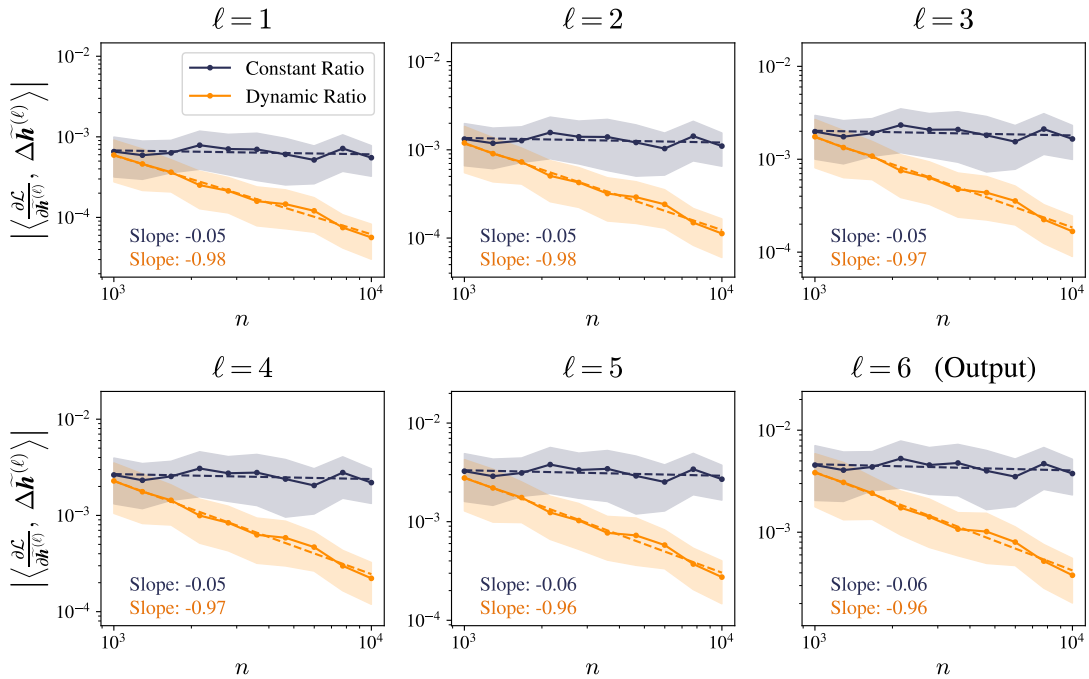 ℓ = 1
ℓ = 2
ℓ = 3
|⟨∂ℒ/∂h̃^(ℓ), Δh̃^(ℓ)⟩|
10⁻²
10⁻³
10⁻⁴
Constant Ratio
Dynamic Ratio
Slope: -0.05
Slope: -0.98
10³
10⁴
n
10⁻²
10⁻³
10⁻⁴
Slope: -0.05
Slope: -0.98
10³
10⁴
n
10⁻²
10⁻³
10⁻⁴
Slope: -0.05
Slope: -0.97
10³
10⁴
n
ℓ = 4
ℓ = 5
ℓ = 6 (Output)
|⟨∂ℒ/∂h̃^(ℓ), Δh̃^(ℓ)⟩|
10⁻²
10⁻³
10⁻⁴
Slope: -0.05
Slope: -0.97
10³
10⁴
n
10⁻²
10⁻³
10⁻⁴
Slope: -0.06
Slope: -0.96
10³
10⁴
n
10⁻²
10⁻³
Slope: -0.06
Slope: -0.96
10³
10⁴
n